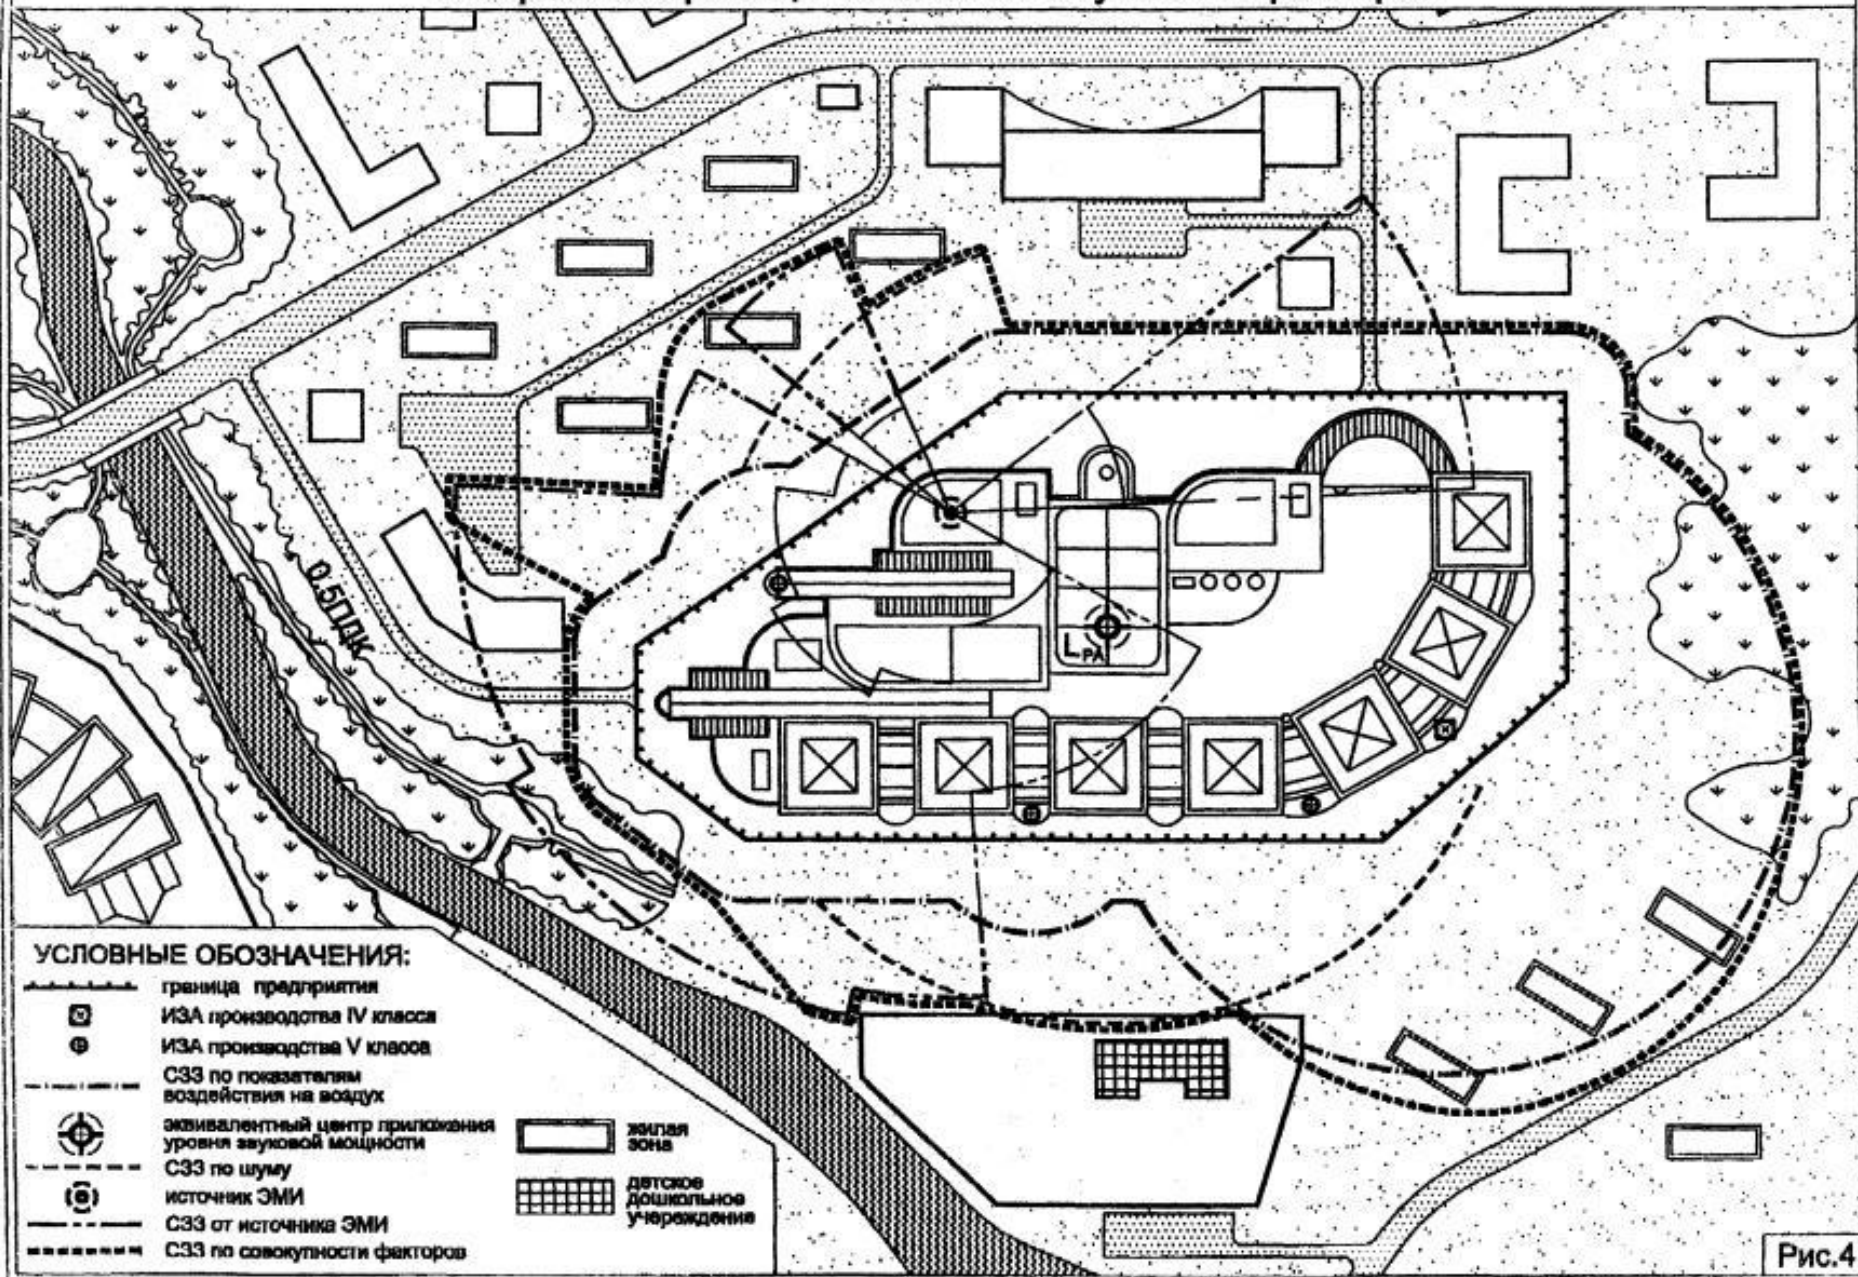 0.5ПДК
L РА
УСЛОВНЫЕ ОБОЗНАЧЕНИЯ:
граница предприятия
ИЗА производства IV класса
ИЗА производства V класса
СЗЗ по показателям
воздействия на воздух
эквивалентный центр приложения
уровня звуковой мощности
СЗЗ по шуму
источник ЭМИ
СЗЗ от источника ЭМИ
СЗЗ по совокупности факторов
жилая
зона
детское
дошкольное
учереждение
Рис.4